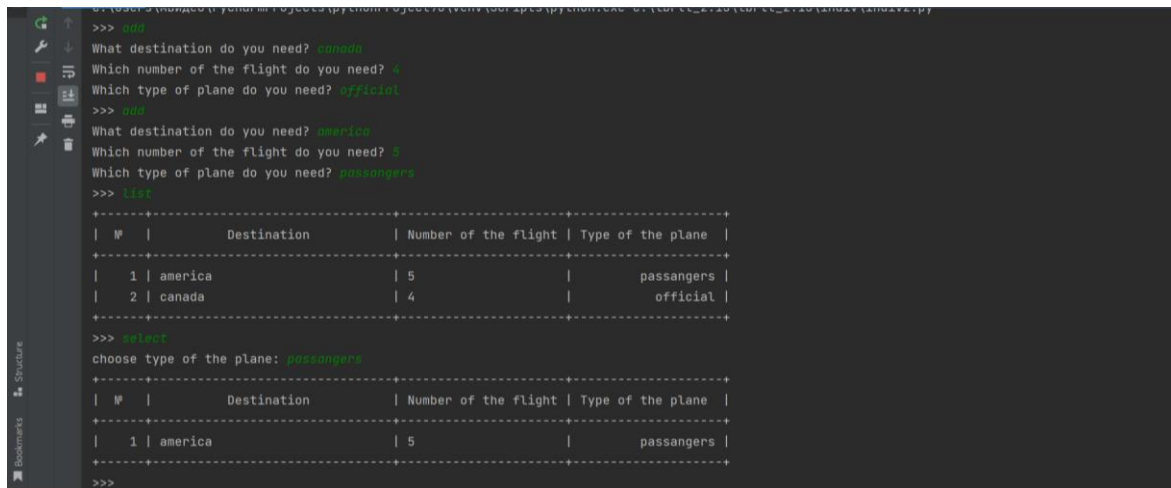 >>> add
What destination do you need? canada
Which number of the flight do you need? 4
Which type of plane do you need? official
>>> add
What destination do you need? america
Which number of the flight do you need? 5
Which type of plane do you need? passangers
>>> list
+------+--------------------------------+----------------------+--------------------+
| № | Destination | Number of the flight | Type of the plane |
+------+--------------------------------+----------------------+--------------------+
| 1 | america | 5 | passangers |
| 2 | canada | 4 | official |
+------+--------------------------------+----------------------+--------------------+
>>> select
choose type of the plane: passangers
+------+--------------------------------+----------------------+--------------------+
| № | Destination | Number of the flight | Type of the plane |
+------+--------------------------------+----------------------+--------------------+
| 1 | america | 5 | passangers |
+------+--------------------------------+----------------------+--------------------+
>>>
Structure
Bookmarks